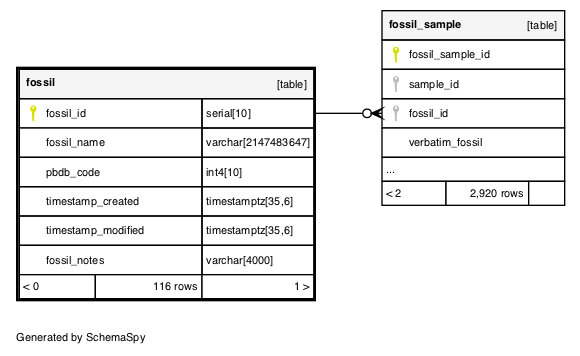 fossil [table]
fossil_id serial[10]
fossil_name varchar[2147483647]
pbdb_code int4[10]
timestamp_created timestamptz[35,6]
timestamp_modified timestamptz[35,6]
fossil_notes varchar[4000]
< 0 116 rows 1 >
fossil_sample [table]
fossil_sample_id
sample_id
fossil_id
verbatim_fossil
...
< 2 2,920 rows
Generated by SchemaSpy